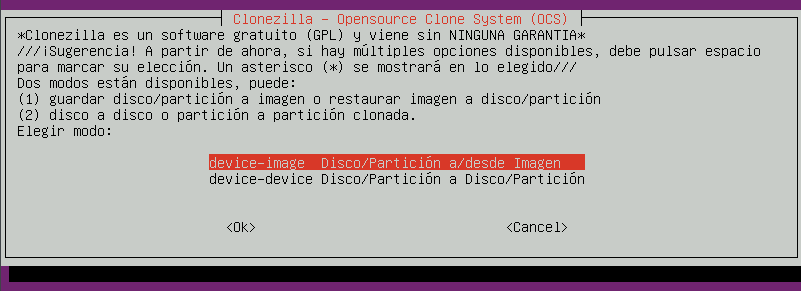 Clonezilla - Opensource Clone System (OCS)
*Clonezilla es un software gratuito (GPL) y viene sin NINGUNA GARANTIA*
///¡Sugerencia! A partir de ahora, si hay múltiples opciones disponibles, debe pulsar espacio
para marcar su elección. Un asterisco (*) se mostrará en lo elegido///
Dos modos están disponibles, puede:
(1) guardar disco/partición a imagen o restaurar imagen a disco/partición
(2) disco a disco o partición a partición clonada.
Elegir modo:
device-image Disco/Partición a/desde Imagen
device-device Disco/Partición a Disco/Partición
<Ok> <Cancel>